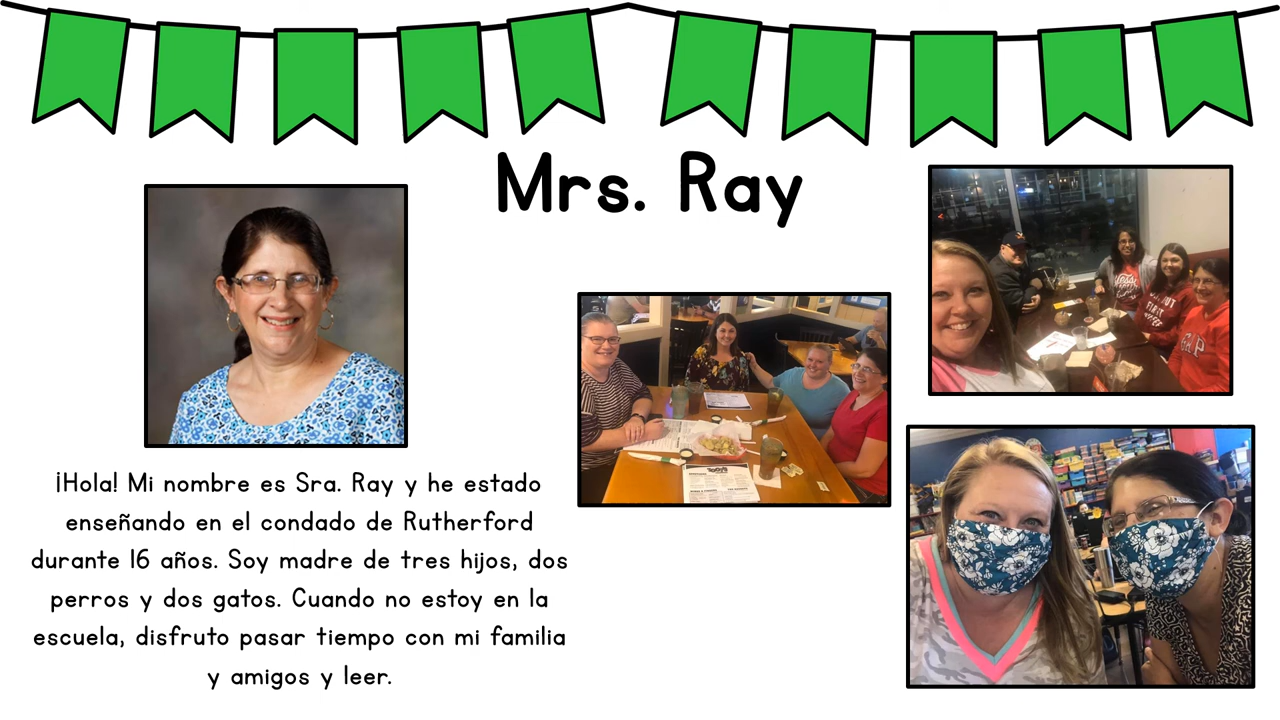 Mrs. Ray
¡Hola! Mi nombre es Sra. Ray y he estado
enseñando en el condado de Rutherford
durante 16 años. Soy madre de tres hijos, dos
perros y dos gatos. Cuando no estoy en la
escuela, disfruto pasar tiempo con mi familia
y amigos y leer.
GAP